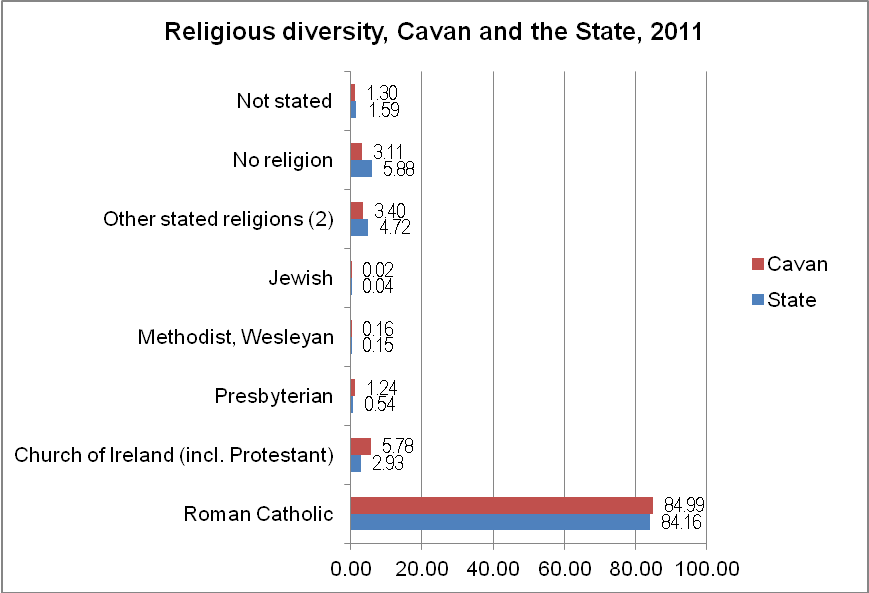 Religious diversity, Cavan and the State, 2011
Not stated
1.30
1.59
No religion
3.11
5.88
Other stated religions (2)
3.40
4.72
Jewish
0.02
0.04
Methodist, Wesleyan
0.16
0.15
Presbyterian
1.24
0.54
Church of Ireland (incl. Protestant)
5.78
2.93
Roman Catholic
84.99
84.16
0.00 20.00 40.00 60.00 80.00 100.00
Cavan
State